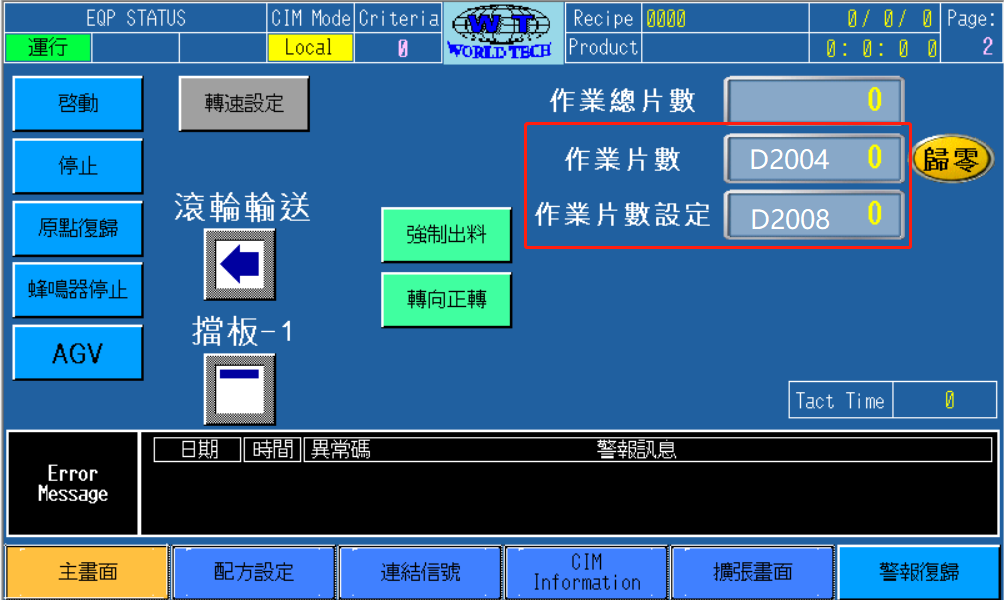 EQP STATUS
CIM Mode
Criteria
WT
WORLD TECH
Recipe
0000
0/ 0/ 0
Page:
運行
Local
0
Product
0: 0: 0 0
2
啓動
轉速設定
作業總片數
0
停止
作業片數
D2004
0
歸零
原點復歸
滾輪輸送
強制出料
作業片數設定
D2008
0
蜂鳴器停止
轉向正轉
AGV
擋板-1
Tact Time
0
日期
時間
異常碼
警報訊息
Error
Message
主畫面
配方設定
連結信號
CIM
Information
擴張畫面
警報復歸